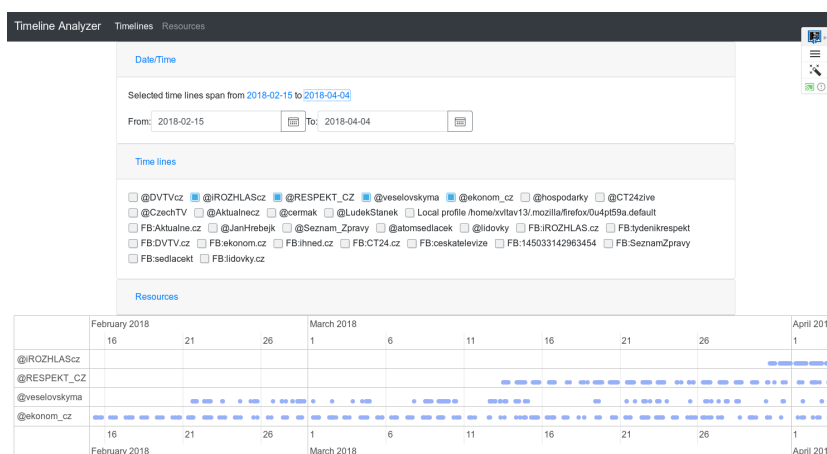 Timeline Analyzer Timelines Resources
Date/Time
Selected time lines span from 2018-02-15 to 2018-04-04
From: 2018-02-15 To: 2018-04-04
Time lines
@DVTVcz @iROZHLAScz @RESPEKT_CZ @veselovskyma @ekonom_cz @hospodarky @CT24zive
@CzechTV @Aktualnecz @cermak @LudekStanek Local profile /home/xvltav13/.mozilla/firefox/0u4pt59a.default
FB:Aktualne.cz @JanHrebejk @Seznam_Zpravy @atomsedlacek @lidovky FB:iROZHLAS.cz FB:tydenikrespekt
FB:DVTV.cz FB:ekonom.cz FB:ihned.cz FB:CT24.cz FB:ceskatelevize FB:145033142963454 FB:SeznamZpravy
FB:sedlacekt FB:lidovky.cz
Resources
February 2018 March 2018 April 201
16 21 26 1 6 11 16 21 26 1
@iROZHLAScz
@RESPEKT_CZ
@veselovskyma
@ekonom_cz
16 21 26 1 6 11 16 21 26 1
February 2018 March 2018 April 201